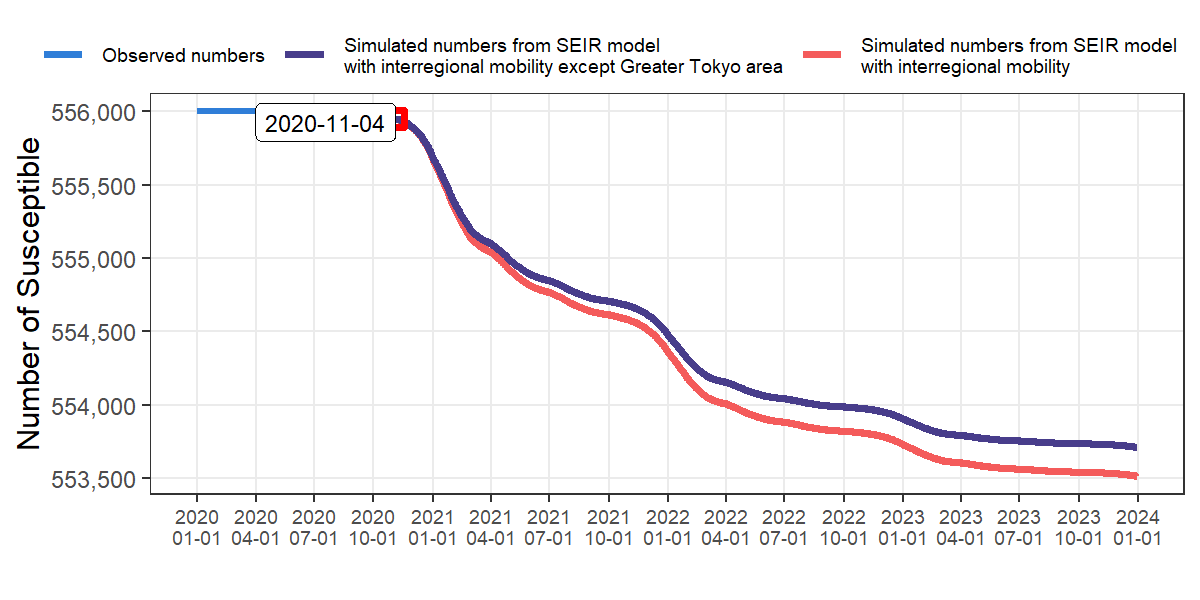 Observed numbers
Simulated numbers from SEIR model
with interregional mobility except Greater Tokyo area
Simulated numbers from SEIR model
with interregional mobility
Number of Susceptible
556,000
555,500
555,000
554,500
554,000
553,500
2020-11-04
2020 2020 2020 2020 2021 2021 2021 2021 2022 2022 2022 2022 2023 2023 2023 2023 2024
01-01 04-01 07-01 10-01 01-01 04-01 07-01 10-01 01-01 04-01 07-01 10-01 01-01 04-01 07-01 10-01 01-01